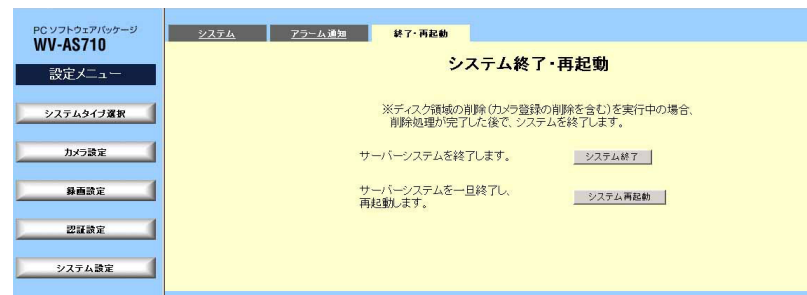 PCソフトウェアパッケージ
WV-AS710
設定メニュー
システムタイプ選択
カメラ設定
録画設定
認証設定
システム設定
システム アラーム通知 終了・再起動
システム終了・再起動
※ディスク領域の削除(カメラ登録の削除を含む)を実行中の場合、
削除処理が完了した後で、システムを終了します。
サーバーシステムを終了します。 システム終了
サーバーシステムを一旦終了し、
再起動します。 システム再起動